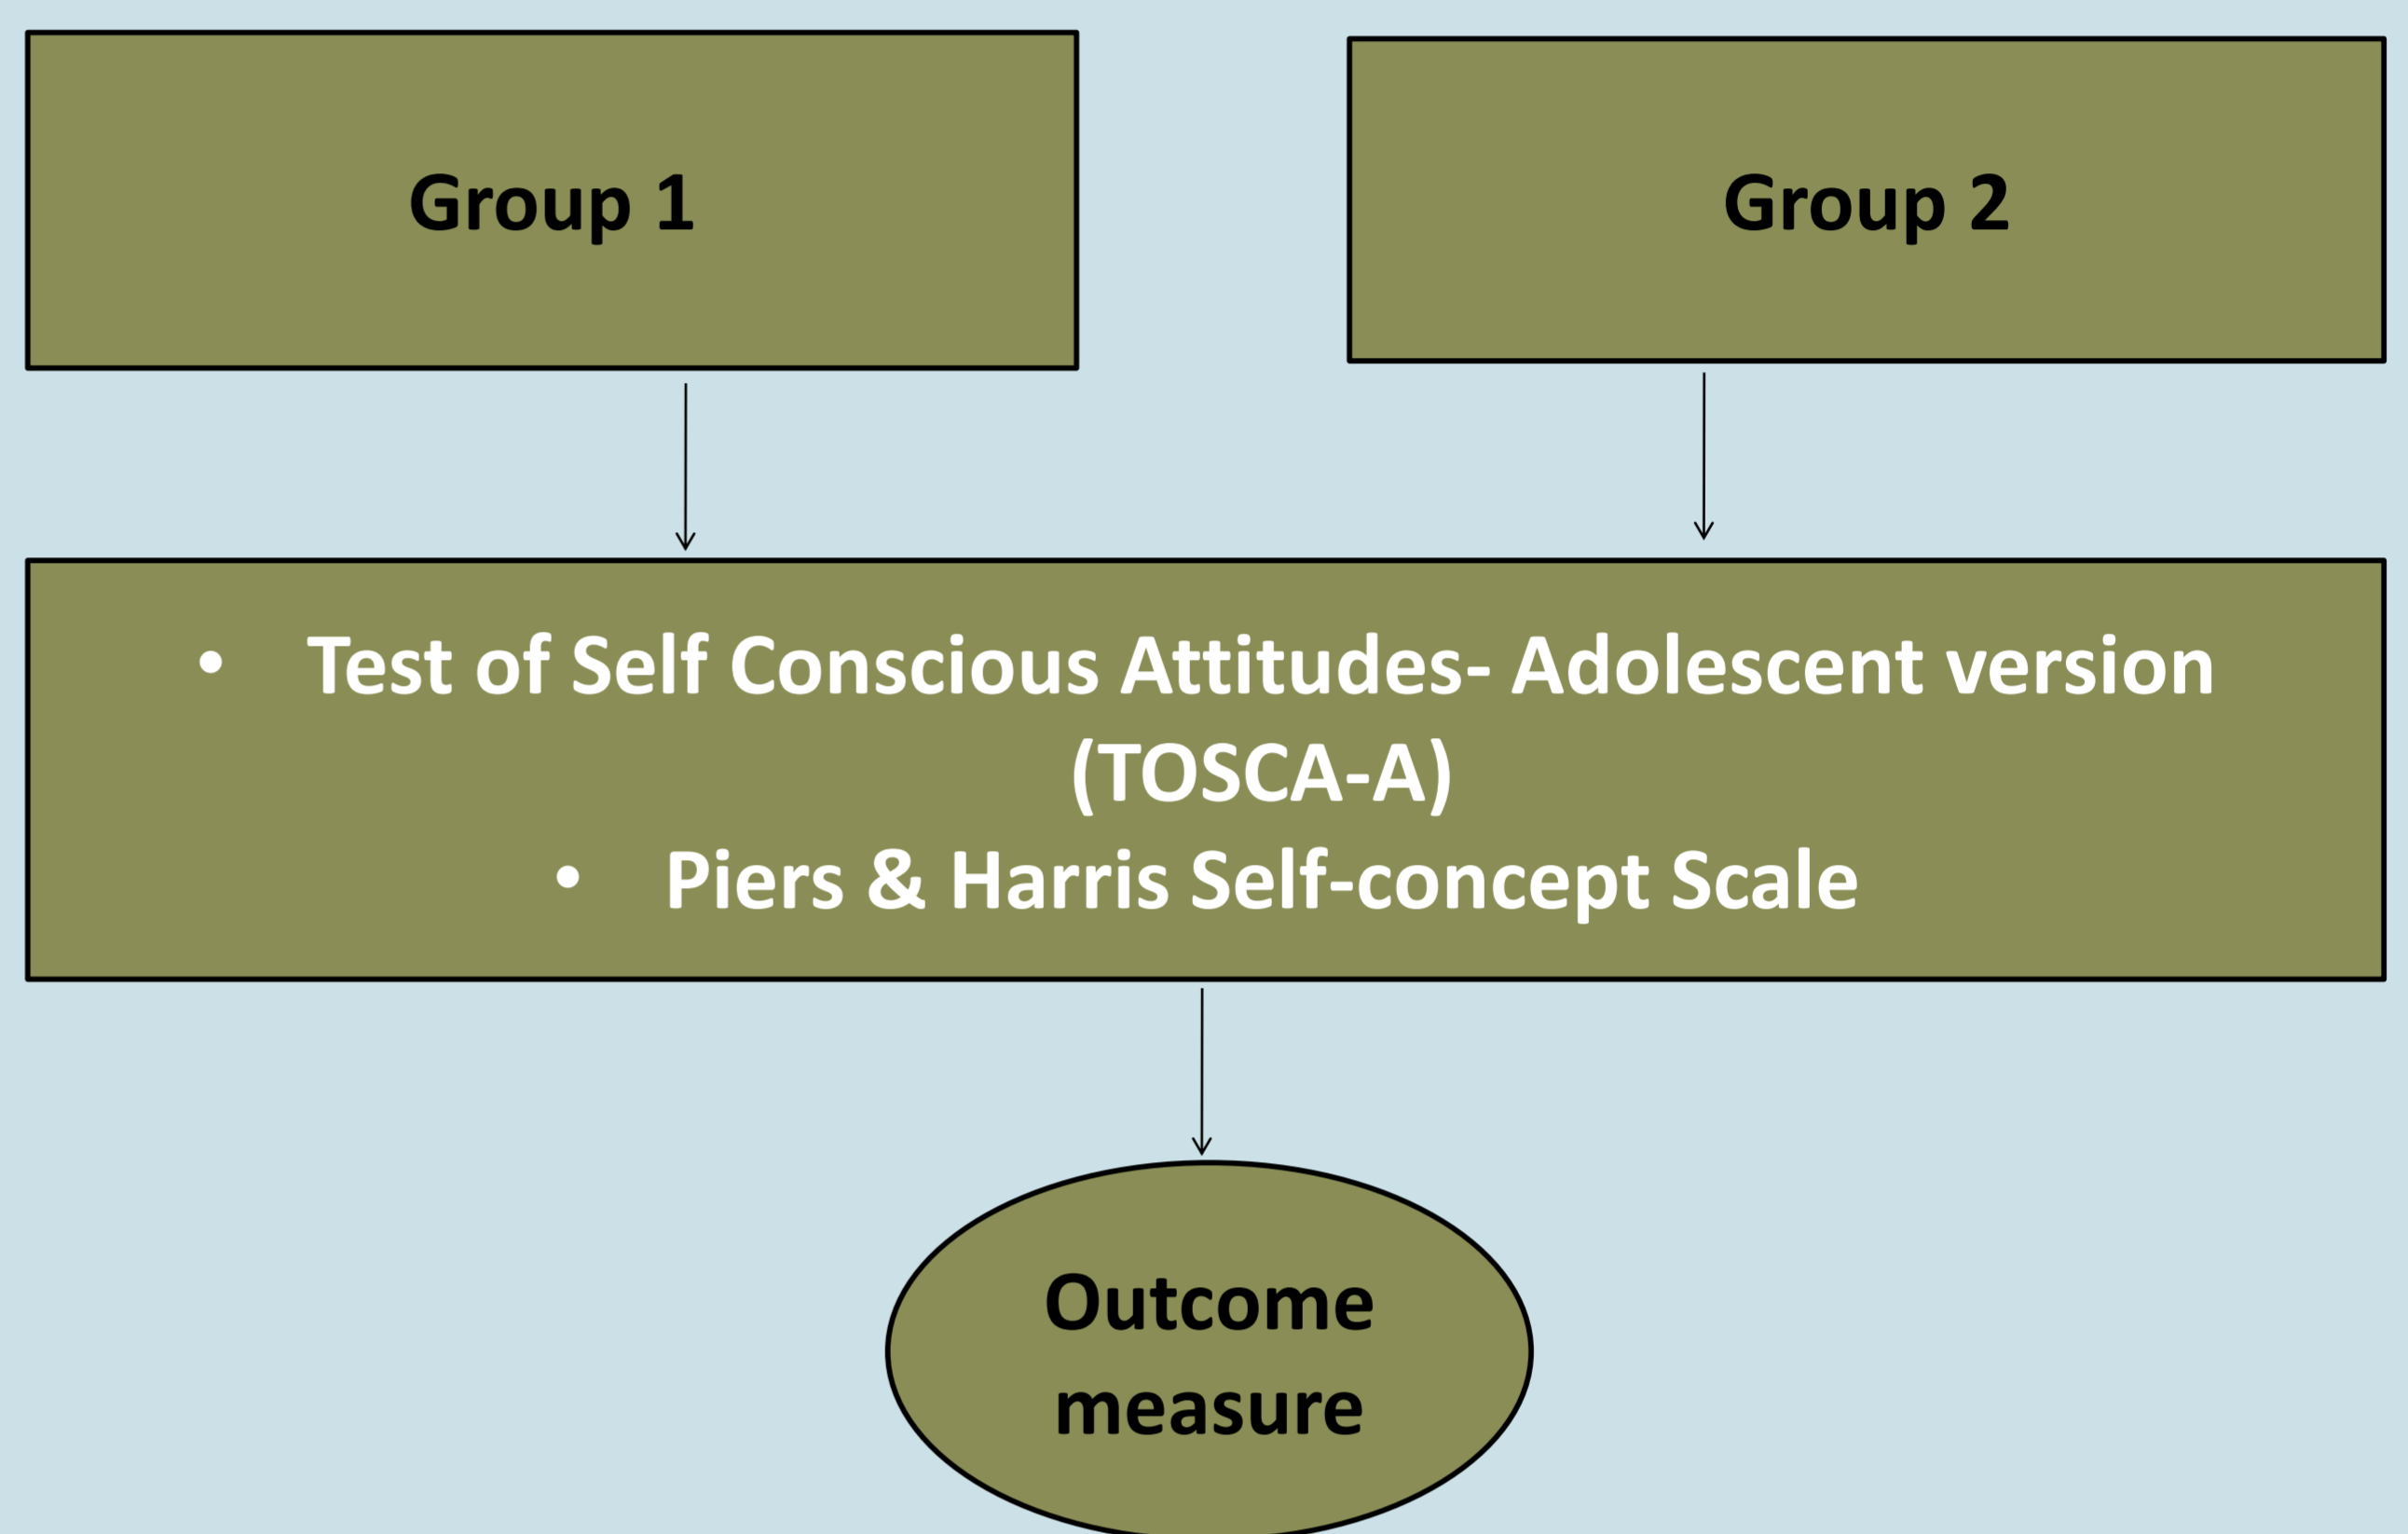 Group 1
Group 2
• Test of Self Conscious Attitudes- Adolescent version
(TOSCA-A)
• Piers & Harris Self-concept Scale
Outcome
measure